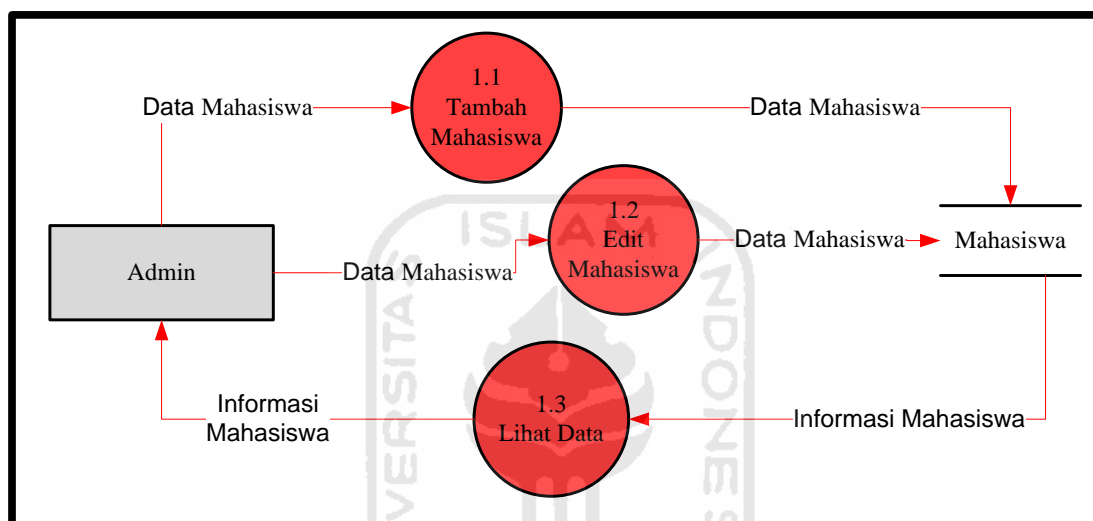 1.1
Tambah
Mahasiswa
Data Mahasiswa
Data Mahasiswa
1.2
Edit
Mahasiswa
Admin
Data Mahasiswa
Data Mahasiswa
Mahasiswa
1.3
Lihat Data
Informasi
Mahasiswa
Informasi Mahasiswa
ISLAM